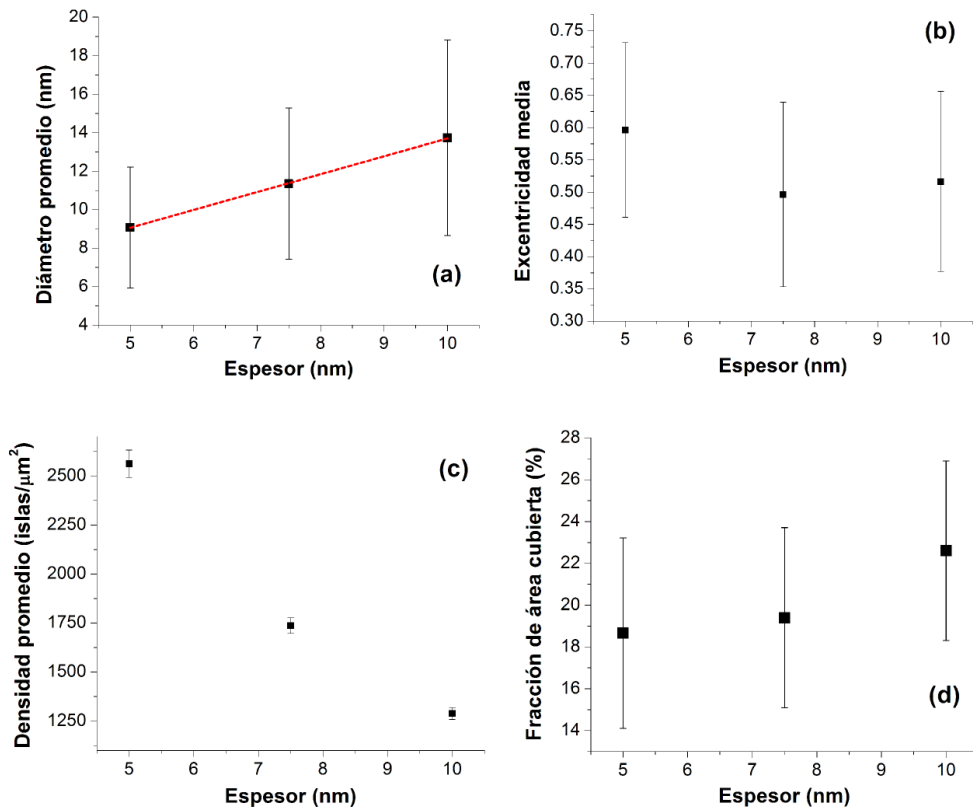 (a)
Diámetro promedio (nm)
20
18
16
14
12
10
8
6
4
5 6 7 8 9 10
Espesor (nm)
(b)
Excentricidad media
0.75
0.70
0.65
0.60
0.55
0.50
0.45
0.40
0.35
0.30
5 6 7 8 9 10
Espesor (nm)
(c)
Densidad promedio (islas/μm²)
2500
2250
2000
1750
1500
1250
5 6 7 8 9 10
Espesor (nm)
(d)
Fracción de área cubierta (%)
28
26
24
22
20
18
16
14
5 6 7 8 9 10
Espesor (nm)